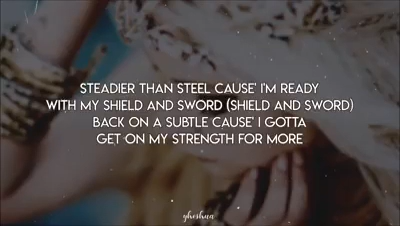 STEADIER THAN STEEL CAUSE' I'M READY
WITH MY SHIELD AND SWORD (SHIELD AND SWORD)
BACK ON A SUBTLE CAUSE' I GOTTA
GET ON MY STRENGTH FOR MORE
gheshua